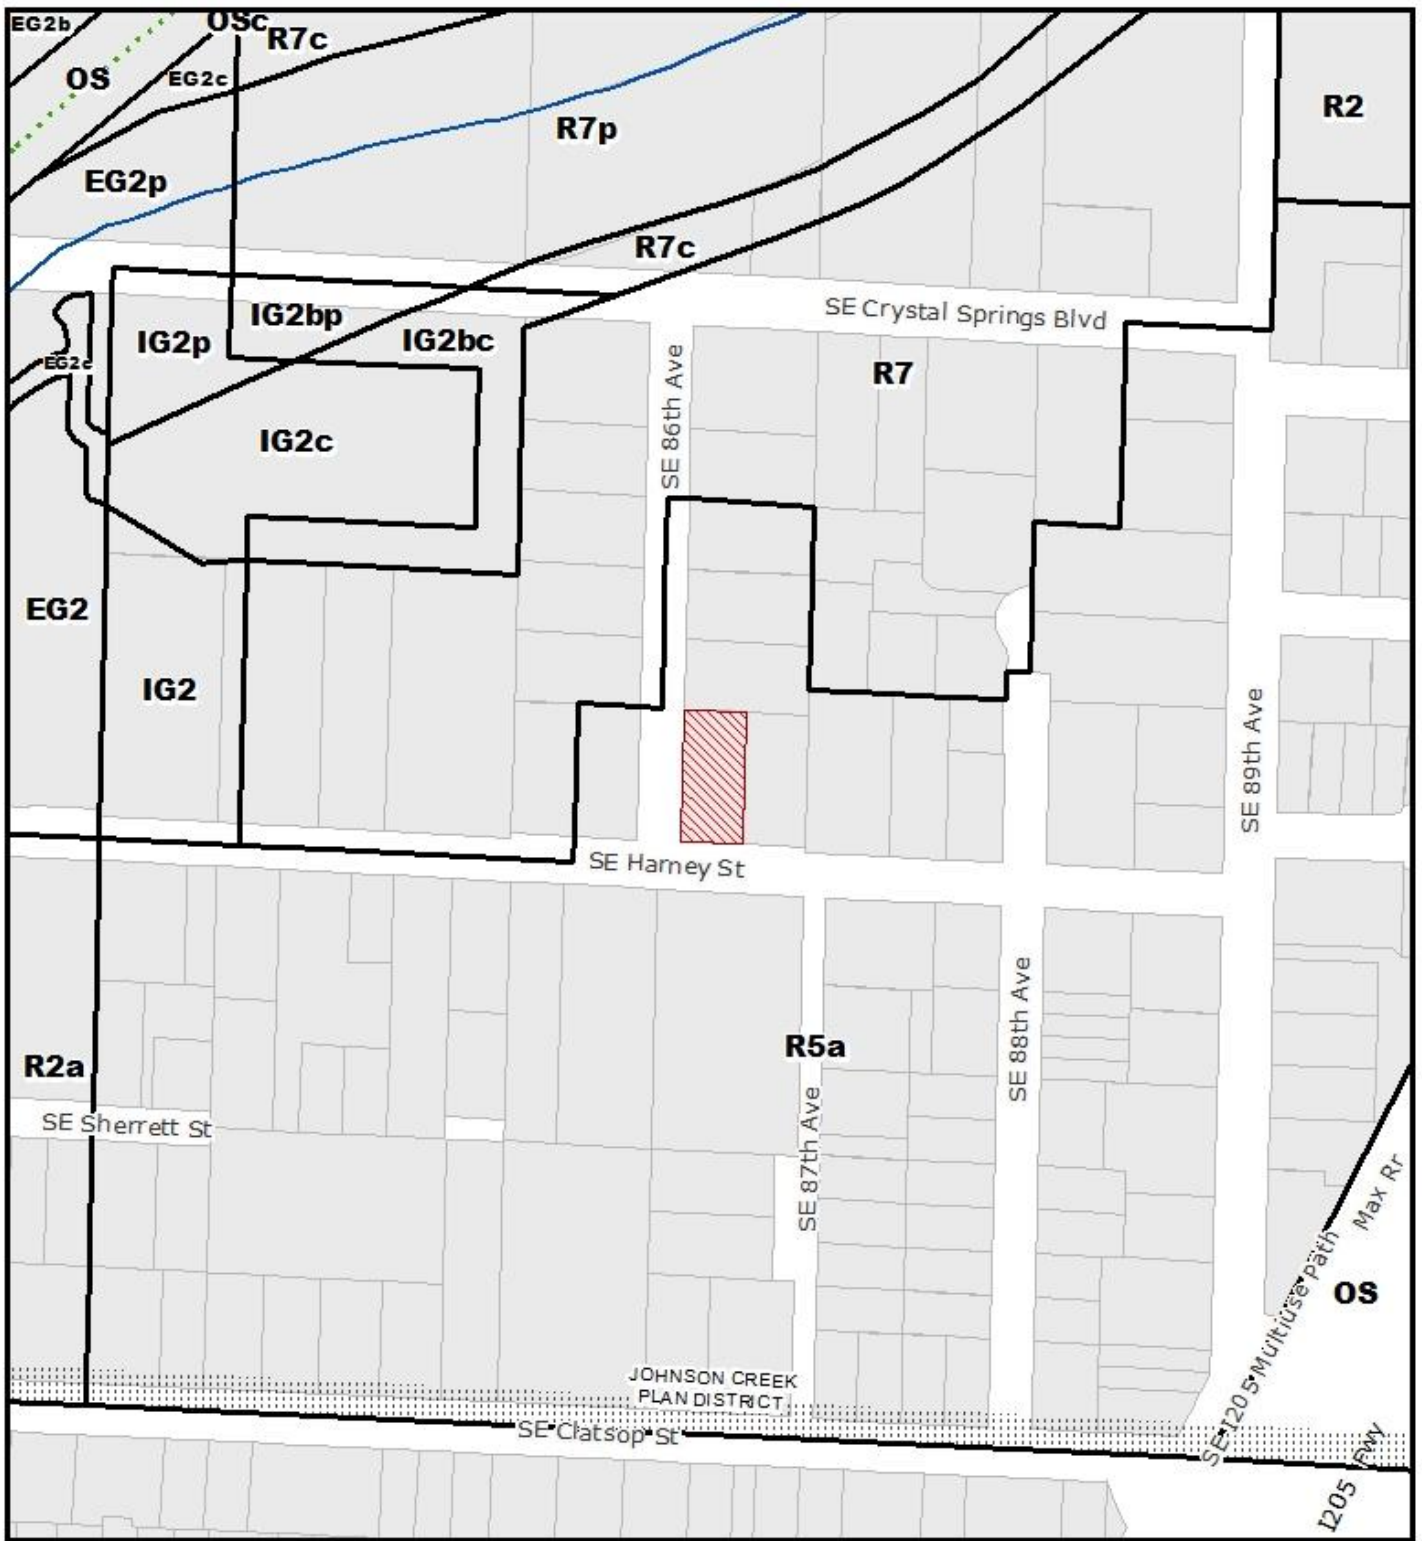 EG2b
OSc
R7c
OS
EG2c
R2
R7p
EG2p
R7c
SE Crystal Springs Blvd
IG2bp
IG2p
IG2bc
EG2c
R7
SE 86th Ave
IG2c
EG2
IG2
SE 89th Ave
SE Harney St
SE 88th Ave
R5a
R2a
SE 87th Ave
SE Sherrett St
Max Rr
OS
SE I205 Multiuse Path
JOHNSON CREEK
PLAN DISTRICT
SE Clatsop St
I205 Fwy